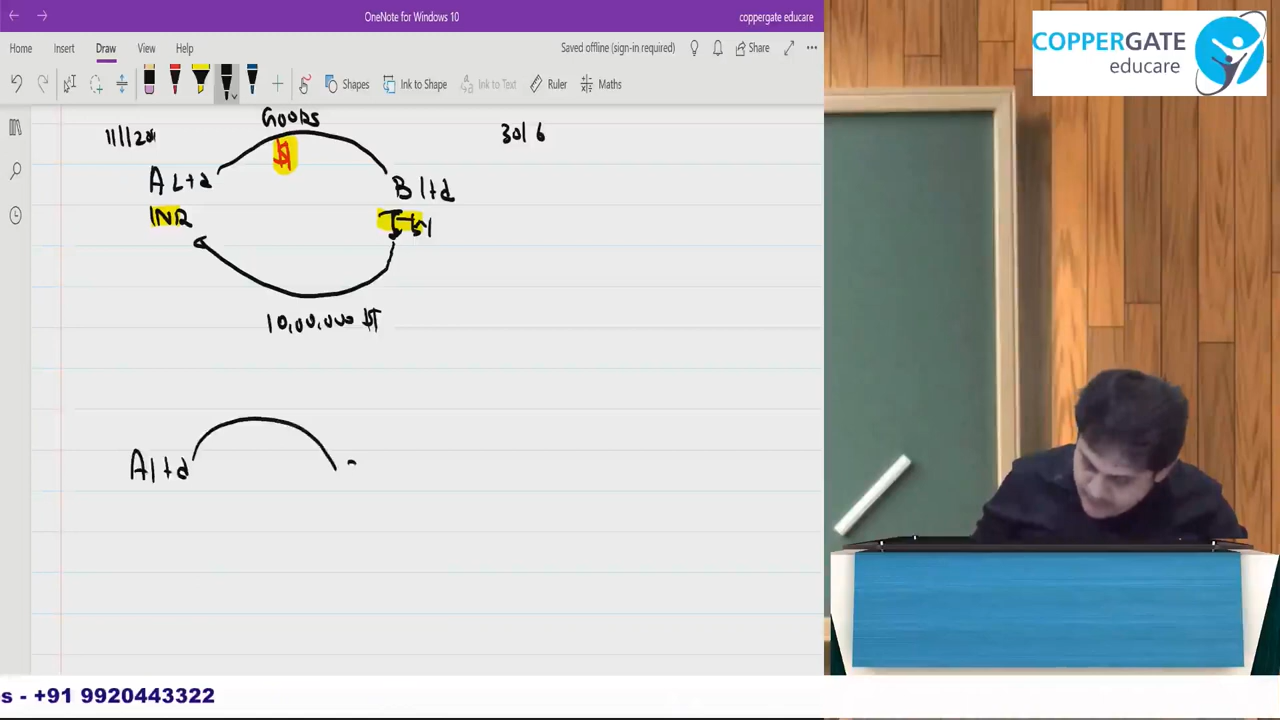 OneNote for Windows 10
coppergate educare
Home Insert Draw View Help
Saved offline (sign-in required)
Share
Shapes
Ink to Shape
Ink to Text
Ruler
Maths
COPPERGATE
educare
Goods
30/6
$
A Ltd
B ltd
INR
10,00,000 $
A ltd
s - +91 9920443322